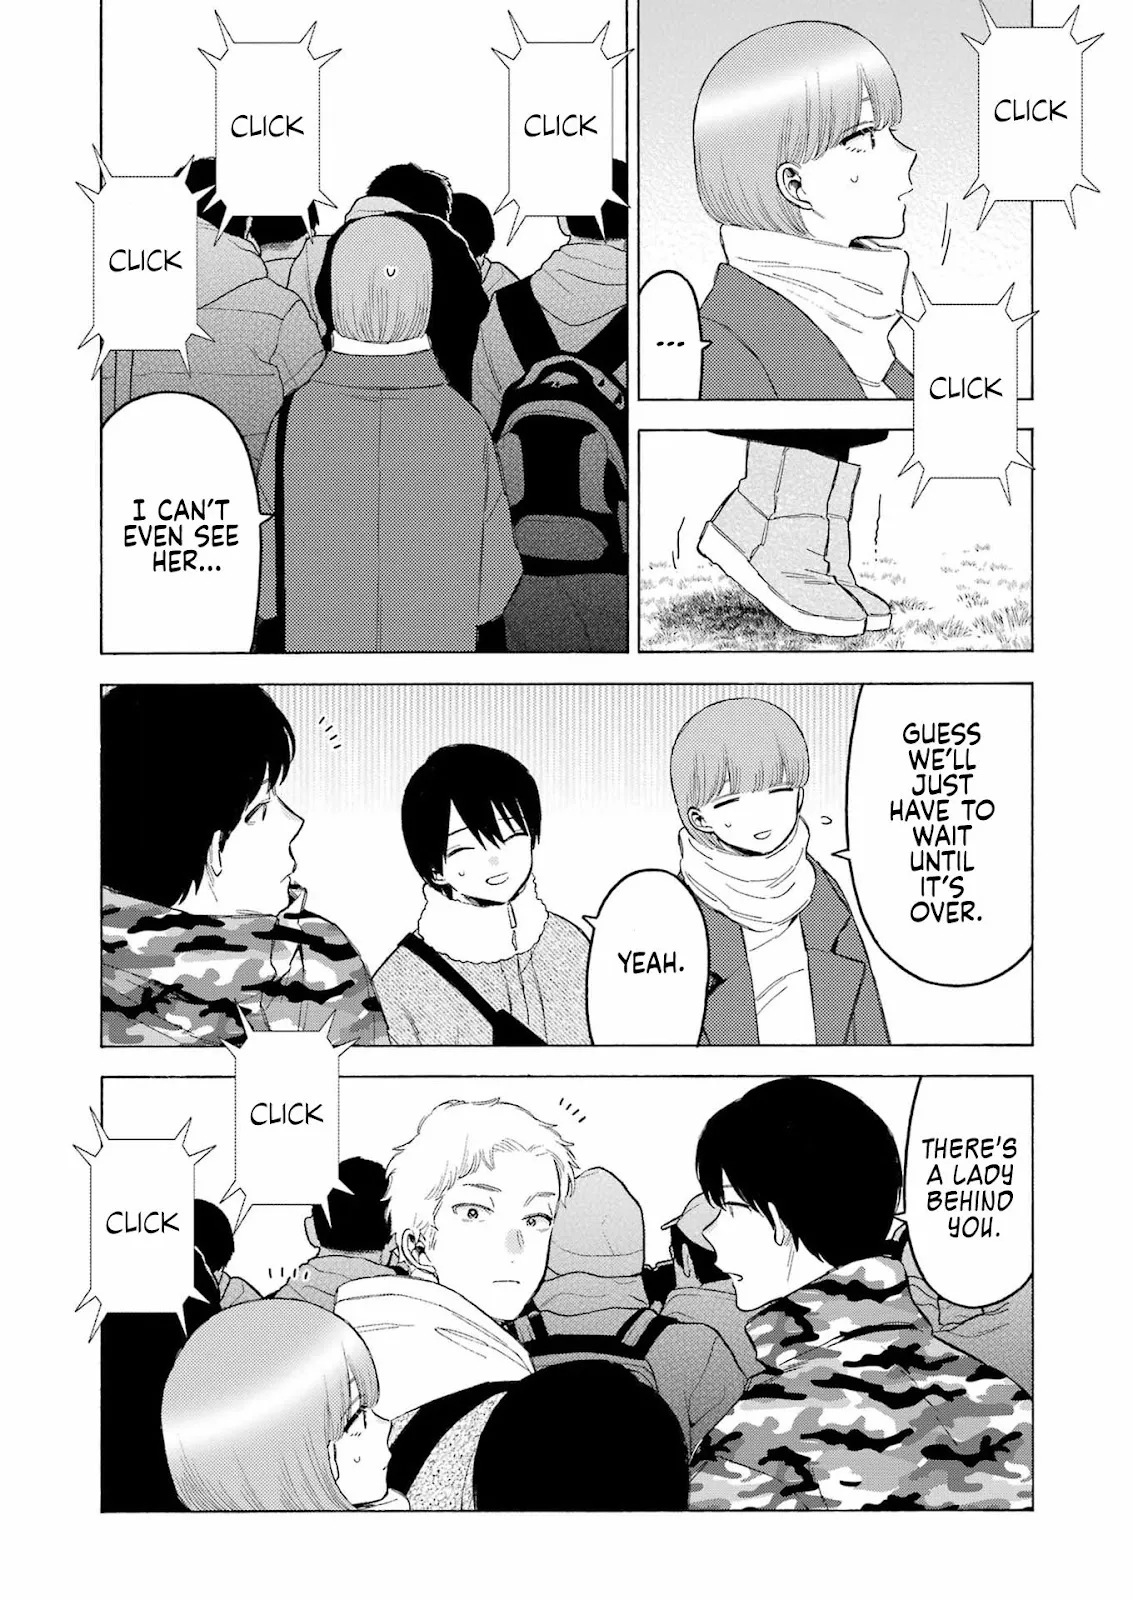 CLICK
...
CLICK
CLICK
CLICK
CLICK
I CAN'T
EVEN SEE
HER...
GUESS
WE'LL
JUST
HAVE TO
WAIT
UNTIL
IT'S
OVER.
YEAH.
THERE'S
A LADY
BEHIND
YOU.
CLICK
CLICK